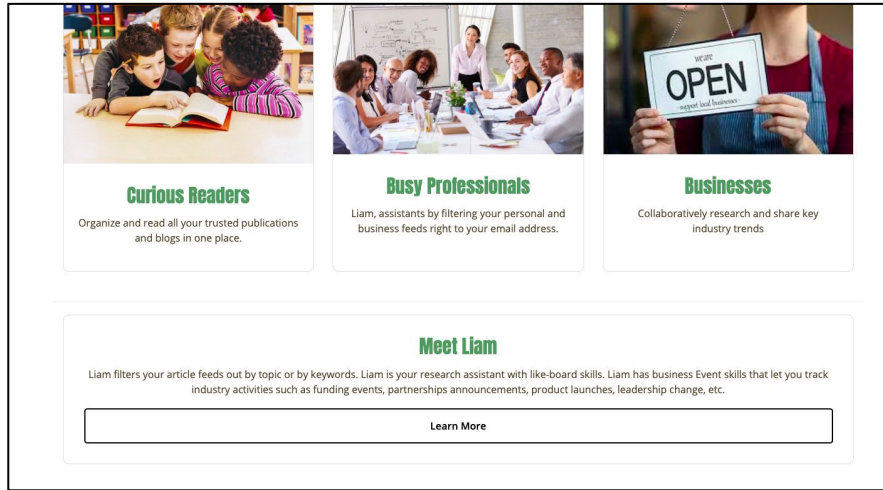 we are
OPEN
- support local businesses -
Curious Readers
Organize and read all your trusted publications
and blogs in one place.
Busy Professionals
Liam, assistants by filtering your personal and
business feeds right to your email address.
Businesses
Collaboratively research and share key
industry trends
Meet Liam
Liam filters your article feeds out by topic or by keywords. Liam is your research assistant with like-board skills. Liam has business Event skills that let you track
industry activities such as funding events, partnerships announcements, product launches, leadership change, etc.
Learn More